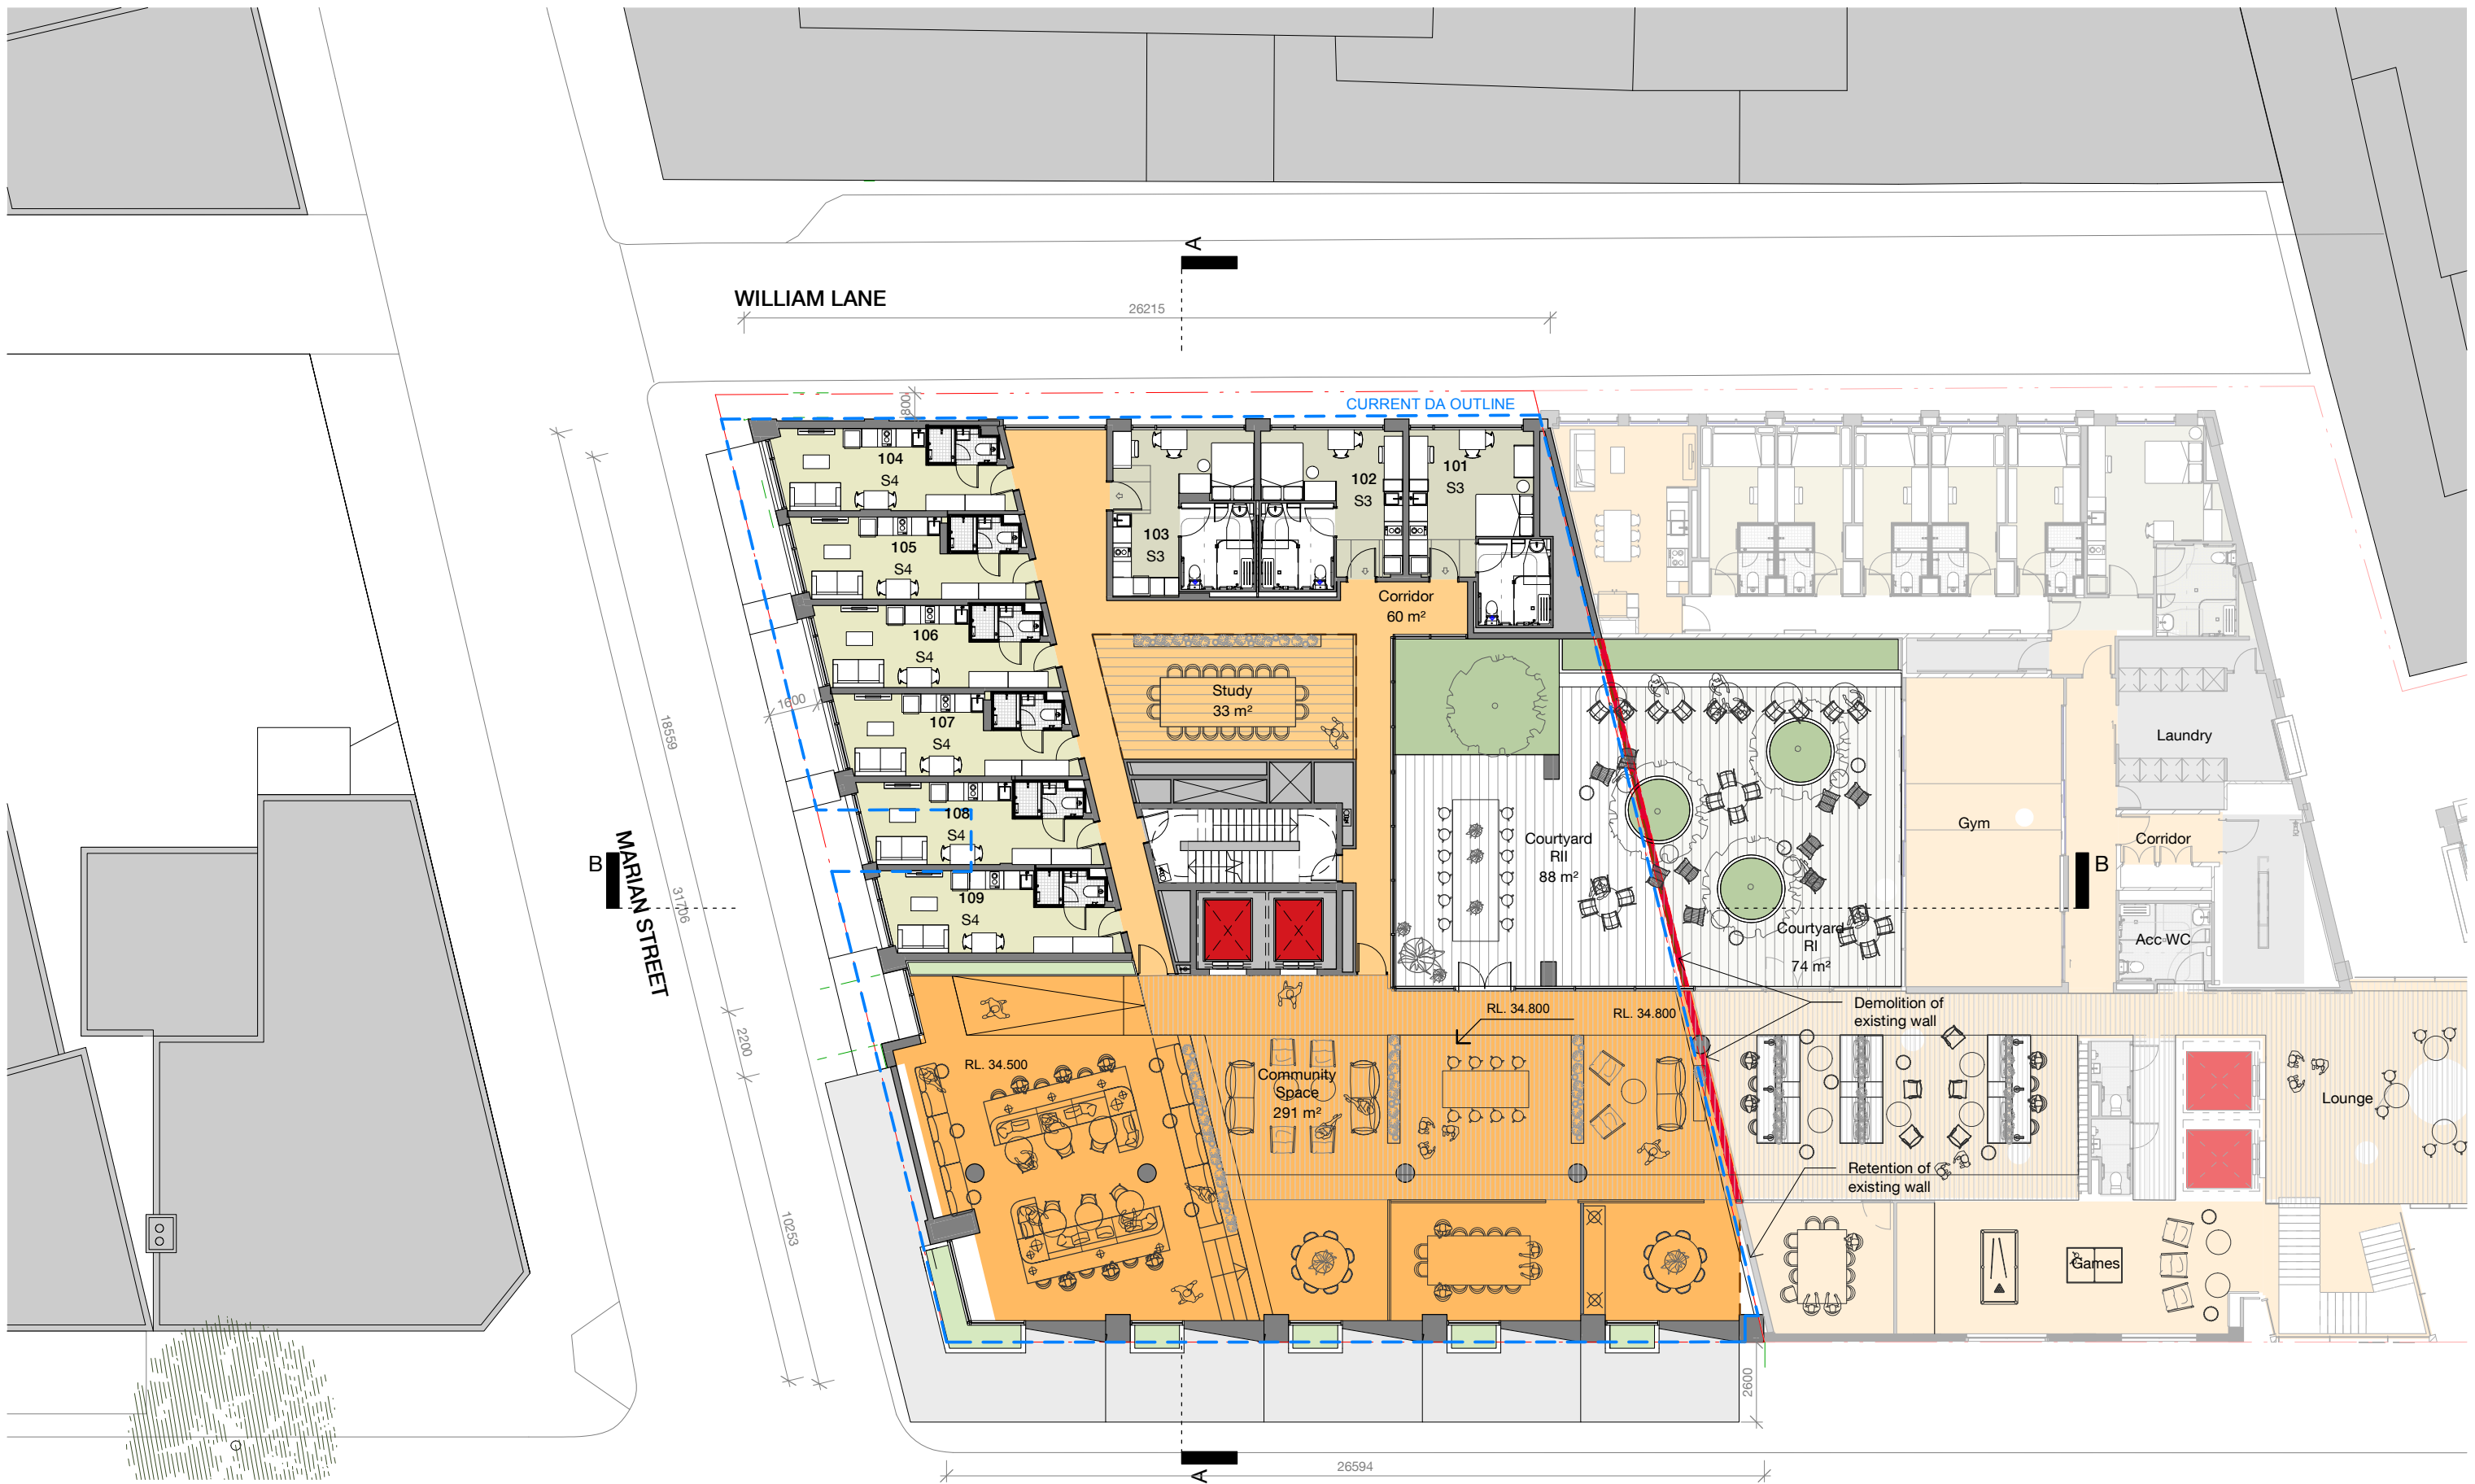 A
WILLIAM LANE
26215
CURRENT DA OUTLINE
800
104
S4
103
S3
102
S3
101
S3
105
S4
Corridor
60 m²
106
S4
Study
33 m²
1600
107
S4
18559
Laundry
108
S4
Gym
Courtyard
RII
88 m²
Corridor
B
MARIAN STREET
31706
B
109
S4
Courtyard
RI
74 m²
Acc WC
Demolition of
existing wall
RL. 34.800
RL. 34.800
2200
RL. 34.500
Community
Space
291 m²
Lounge
Retention of
existing wall
10253
Games
2600
A
26594